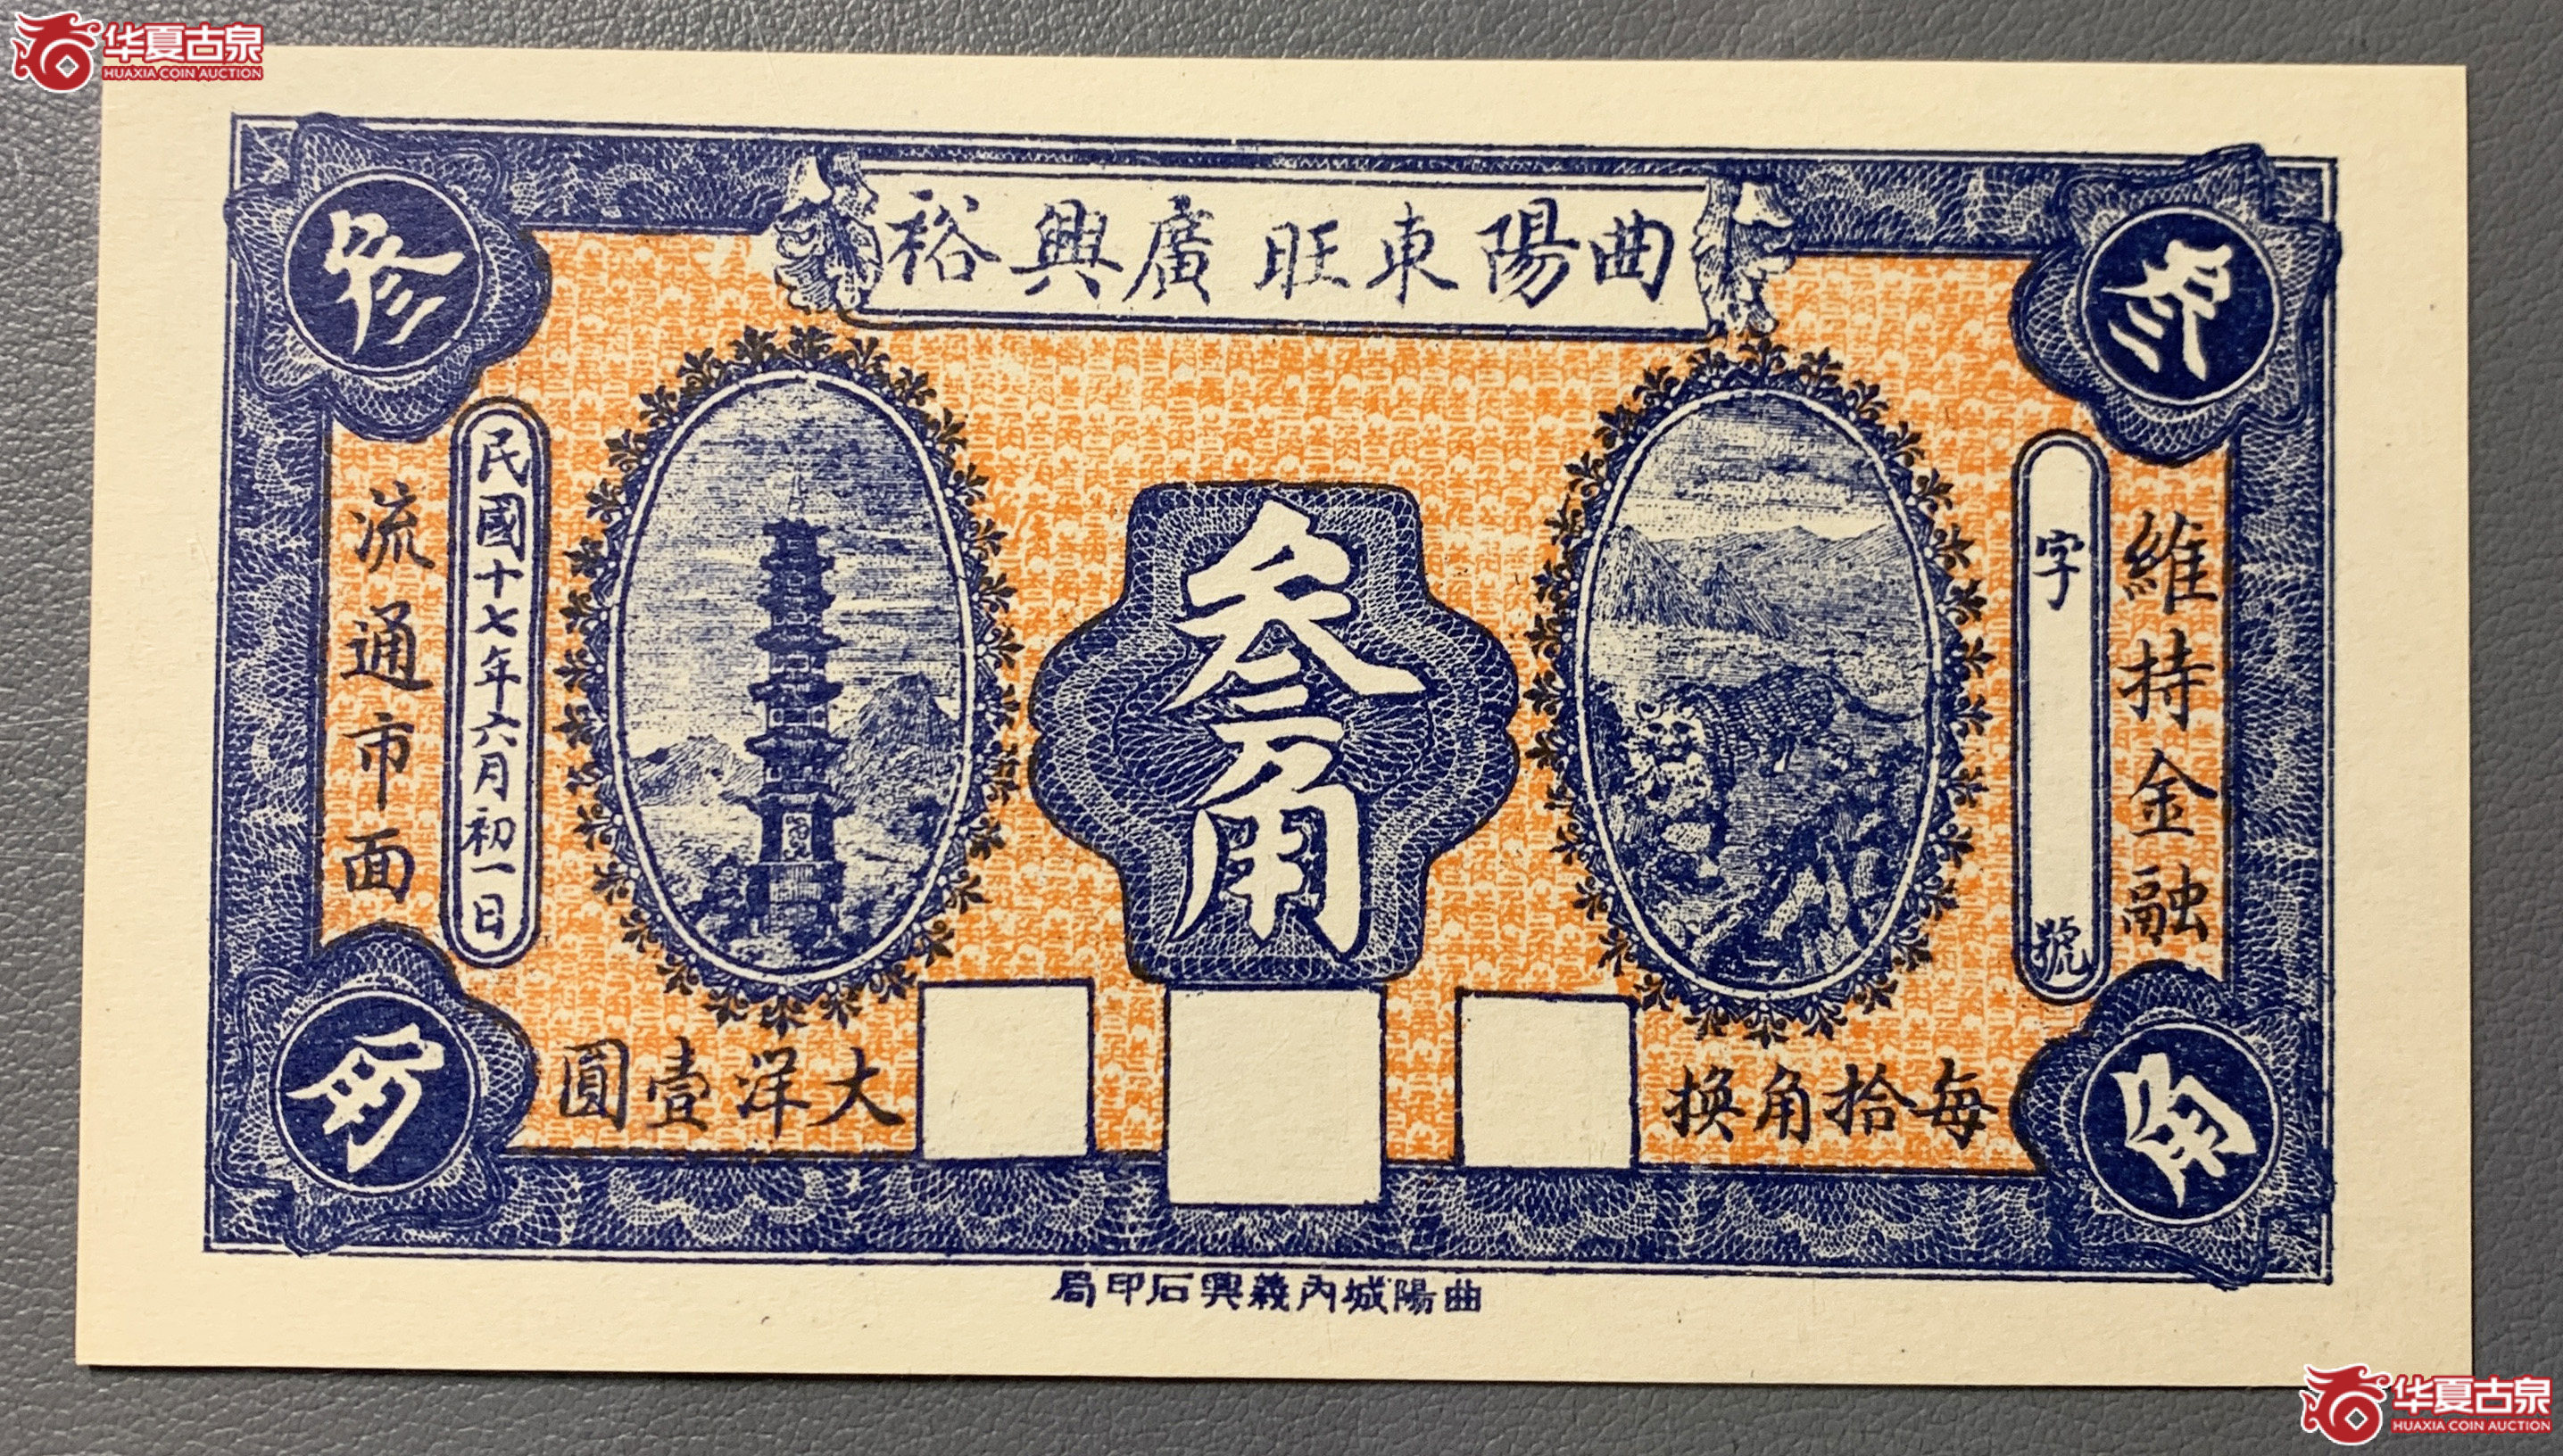 华夏古泉
HUAXIA COIN AUCTION
曲陽東旺廣興裕
叁
叁
維持金融
字 號
叁角
民國十七年六月初一日
流通市面
每拾角換
大洋壹圓
角
角
曲陽城內義興石印局
华夏古泉
HUAXIA COIN AUCTION